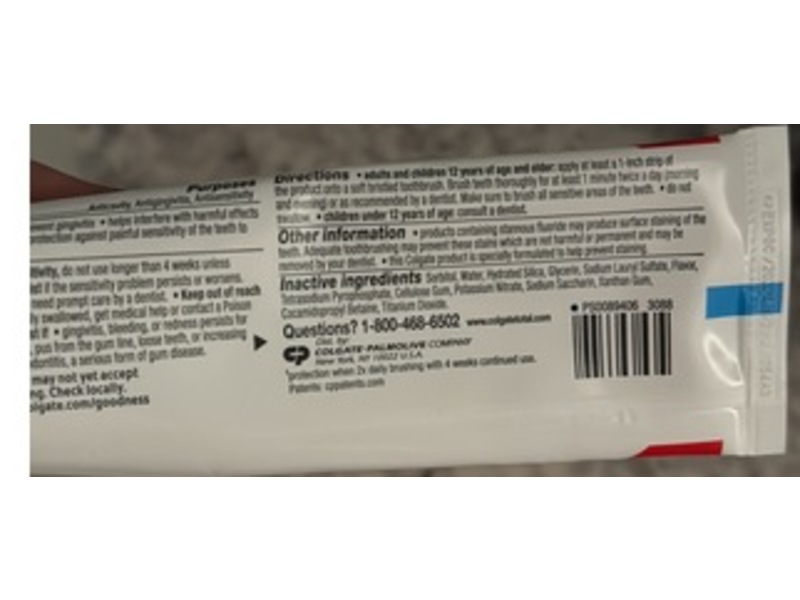 Purposes
Anticavity, Antigingivitis, Antisensitivity
gingivitis • helps interfere with harmful effects
protection against painful sensitivity of the teeth to
do not use longer than 4 weeks unless
if the sensitivity problem persists or worsens.
need prompt care by a dentist. • Keep out of reach
swallowed, get medical help or contact a Poison
if • gingivitis, bleeding, or redness persists for
pus from the gum line, loose teeth, or increasing
a serious form of gum disease.
may not yet accept
ng. Check locally.
olgate.com/goodness
Directions • adults and children 12 years of age and older: apply at least a 1-inch strip of
the product onto a soft bristled toothbrush. Brush teeth thoroughly for at least 1 minute twice a day (morning
and evening) or as recommended by a dentist. Make sure to brush all sensitive areas of the teeth. • do not
swallow. • children under 12 years of age: consult a dentist.
Other information • products containing stannous fluoride may produce surface staining of the
teeth. Adequate toothbrushing may prevent these stains which are not harmful or permanent and may be
removed by your dentist. • this Colgate product is specially formulated to help prevent staining.
Inactive ingredients Sorbitol, Water, Hydrated Silica, Glycerin, Sodium Lauryl Sulfate, Flavor,
Tetrasodium Pyrophosphate, Cellulose Gum, Potassium Nitrate, Sodium Saccharin, Xanthan Gum,
Cocamidopropyl Betaine, Titanium Dioxide.
Questions? 1-800-468-6502 www.colgatetotal.com
Dist. by:
CP COLGATE-PALMOLIVE COMPANY
New York, NY 10022 U.S.A.
*protection when 2x daily brushing with 4 weeks continued use.
Patents: cppatents.com
P50089406 3088